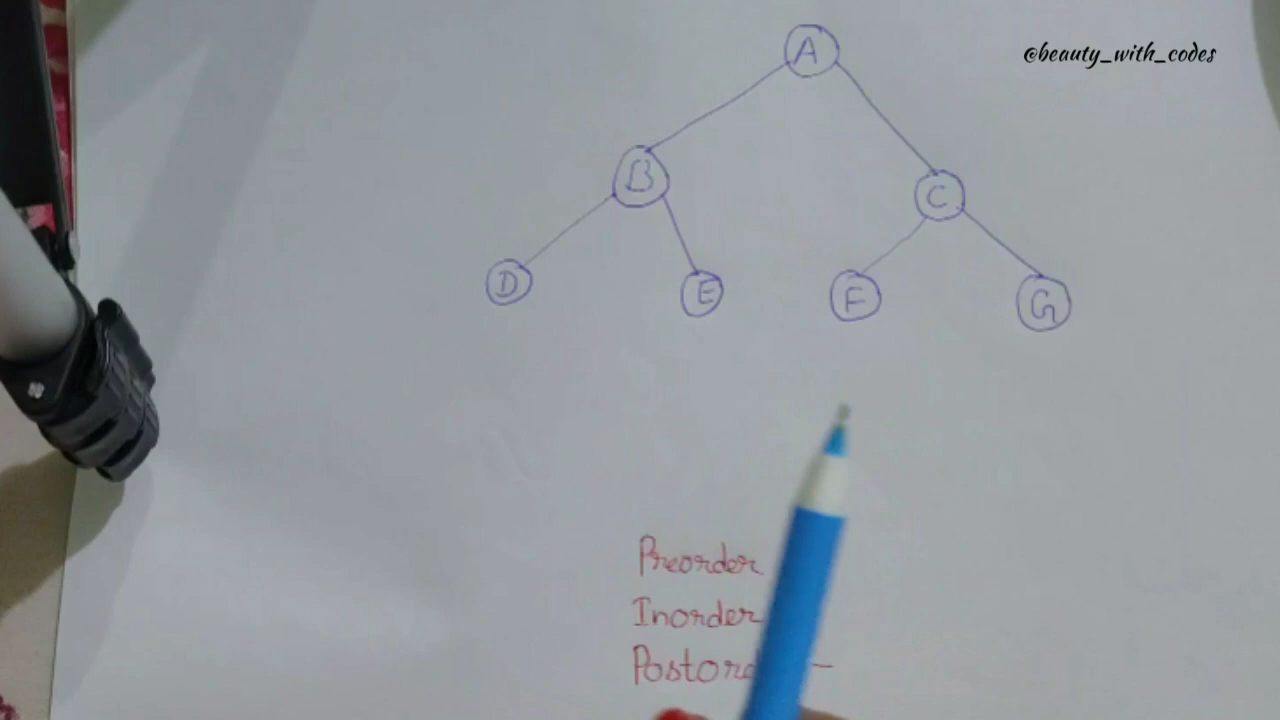 A
@beauty_with_codes
B
C
D E F G
Preorder
Inorder